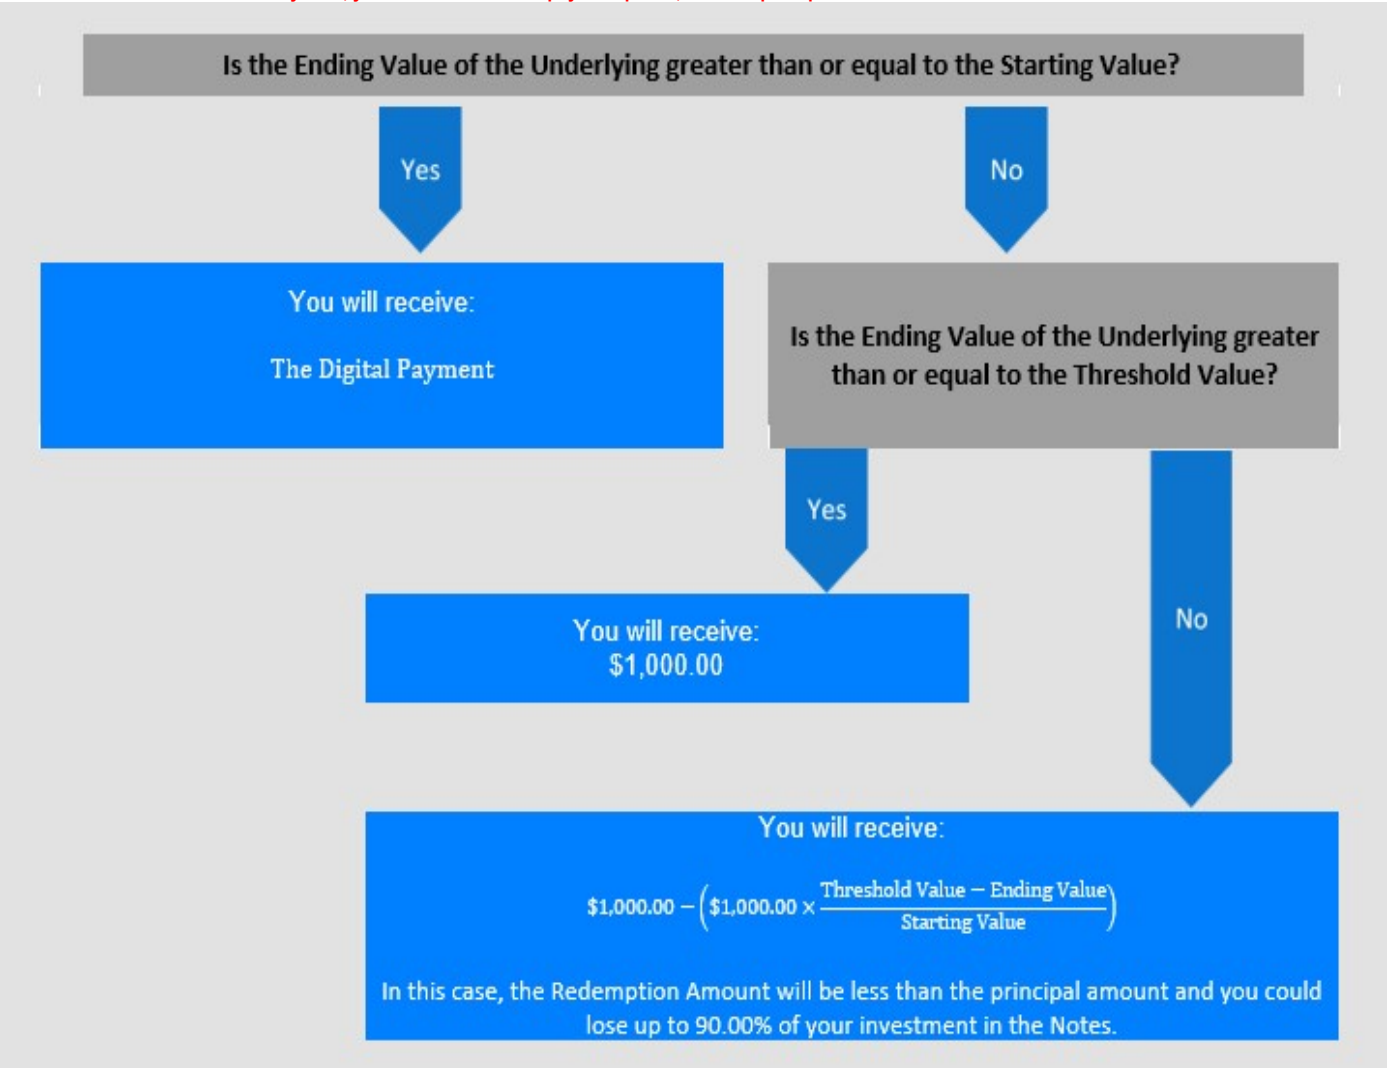 Is the Ending Value of the Underlying greater than or equal to the Starting Value?
Yes
No
You will receive:
The Digital Payment
Is the Ending Value of the Underlying greater
than or equal to the Threshold Value?
Yes
No
You will receive:
$1,000.00
You will receive:
$1,000.00 − ($1,000.00 × Threshold Value − Ending Value
Starting Value)
In this case, the Redemption Amount will be less than the principal amount and you could
lose up to 90.00% of your investment in the Notes.